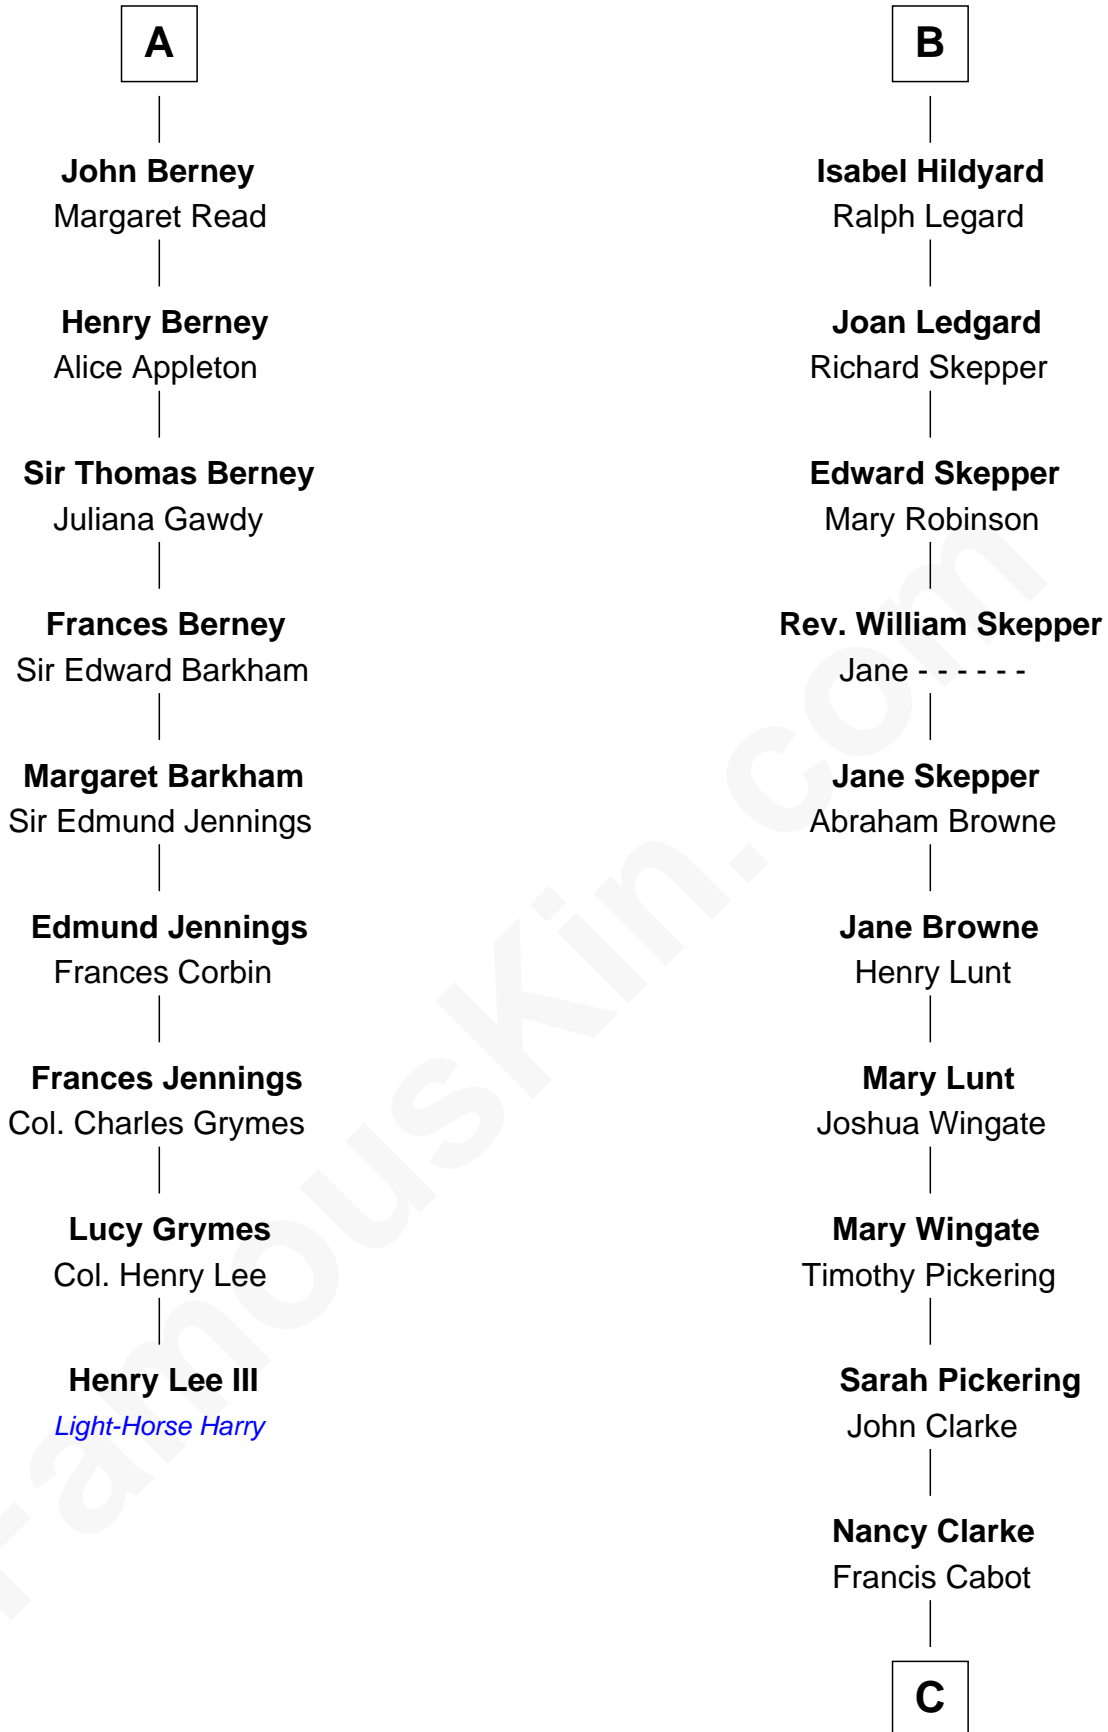 A
John Berney
Margaret Read
Henry Berney
Alice Appleton
Sir Thomas Berney
Juliana Gawdy
Frances Berney
Sir Edward Barkham
Margaret Barkham
Sir Edmund Jennings
Edmund Jennings
Frances Corbin
Frances Jennings
Col. Charles Grymes
Lucy Grymes
Col. Henry Lee
Henry Lee III
Light-Horse Harry
B
Isabel Hildyard
Ralph Legard
Joan Ledgard
Richard Skepper
Edward Skepper
Mary Robinson
Rev. William Skepper
Jane - - - - - -
Jane Skepper
Abraham Browne
Jane Browne
Henry Lunt
Mary Lunt
Joshua Wingate
Mary Wingate
Timothy Pickering
Sarah Pickering
John Clarke
Nancy Clarke
Francis Cabot
C
FamousKin.com